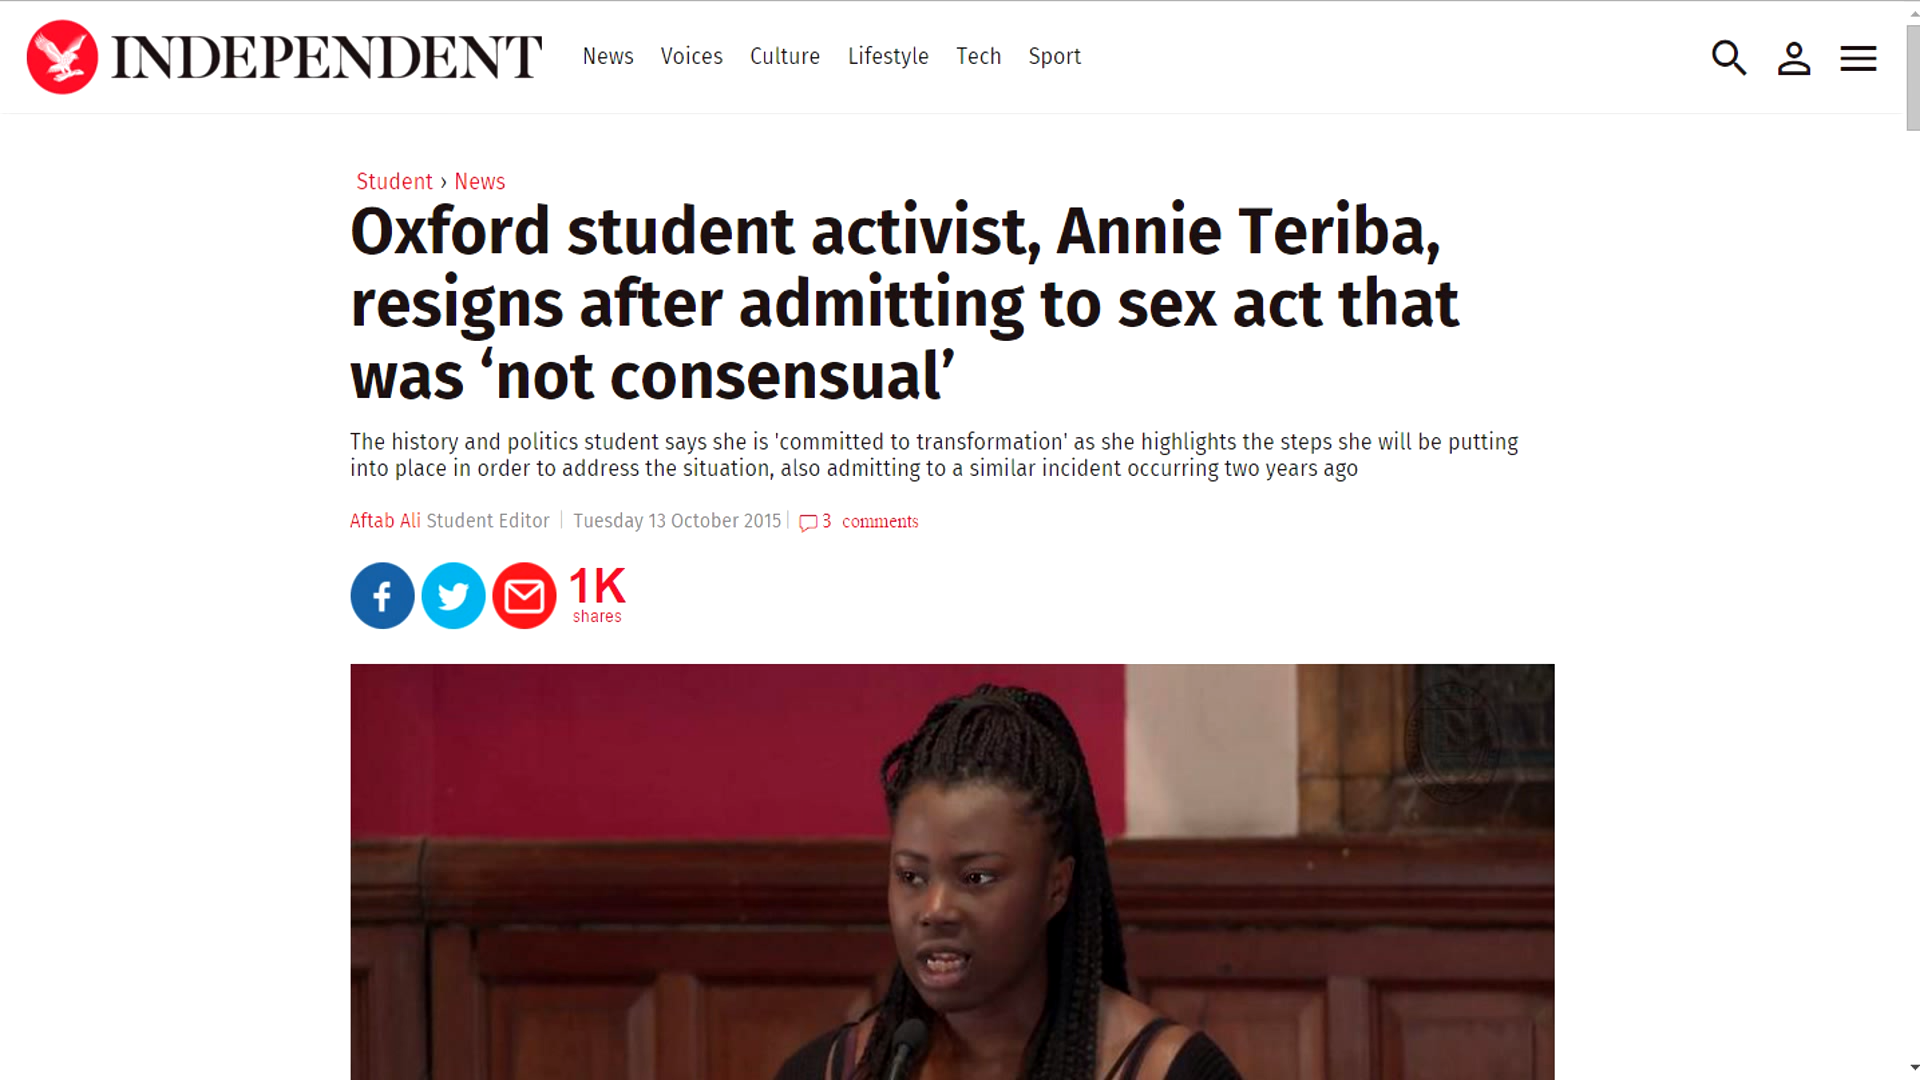 INDEPENDENT
News Voices Culture Lifestyle Tech Sport
Student › News
Oxford student activist, Annie Teriba,
resigns after admitting to sex act that
was ‘not consensual’
The history and politics student says she is 'committed to transformation' as she highlights the steps she will be putting
into place in order to address the situation, also admitting to a similar incident occurring two years ago
Aftab Ali Student Editor | Tuesday 13 October 2015 | 3 comments
1K
shares